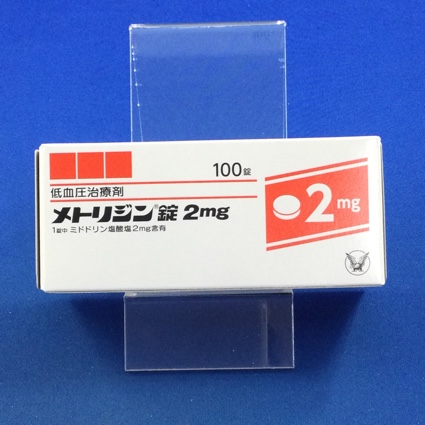 100錠
低血圧治療剤
メトリジン®錠 2mg
1錠中 ミドドリン塩酸塩2mg含有
2mg